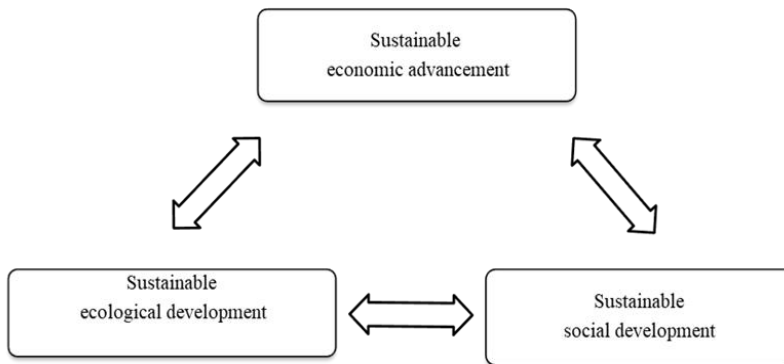 Sustainable
economic advancement
Sustainable
ecological development
Sustainable
social development